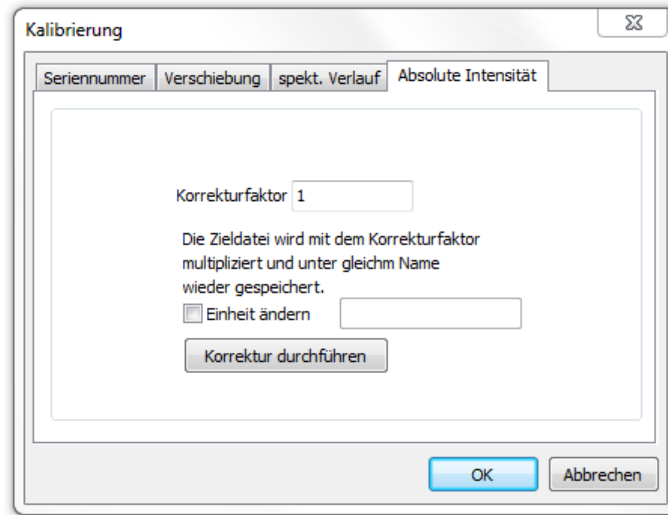 Kalibrierung
Seriennummer Verschiebung spekt. Verlauf Absolute Intensität
Korrekturfaktor 1
Die Zieldatei wird mit dem Korrekturfaktor
multipliziert und unter gleichm Name
wieder gespeichert.
Einheit ändern
Korrektur durchführen
OK Abbrechen